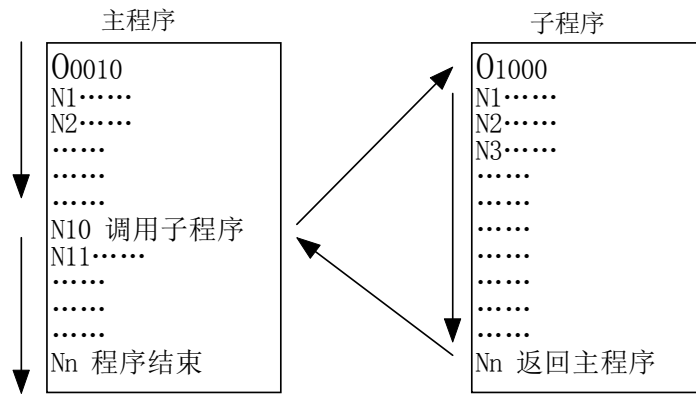 主程序
O0010
N1……
N2……
……
……
……
N10 调用子程序
N11……
……
……
……
Nn 程序结束
子程序
O1000
N1……
N2……
N3……
……
……
……
……
……
……
……
Nn 返回主程序